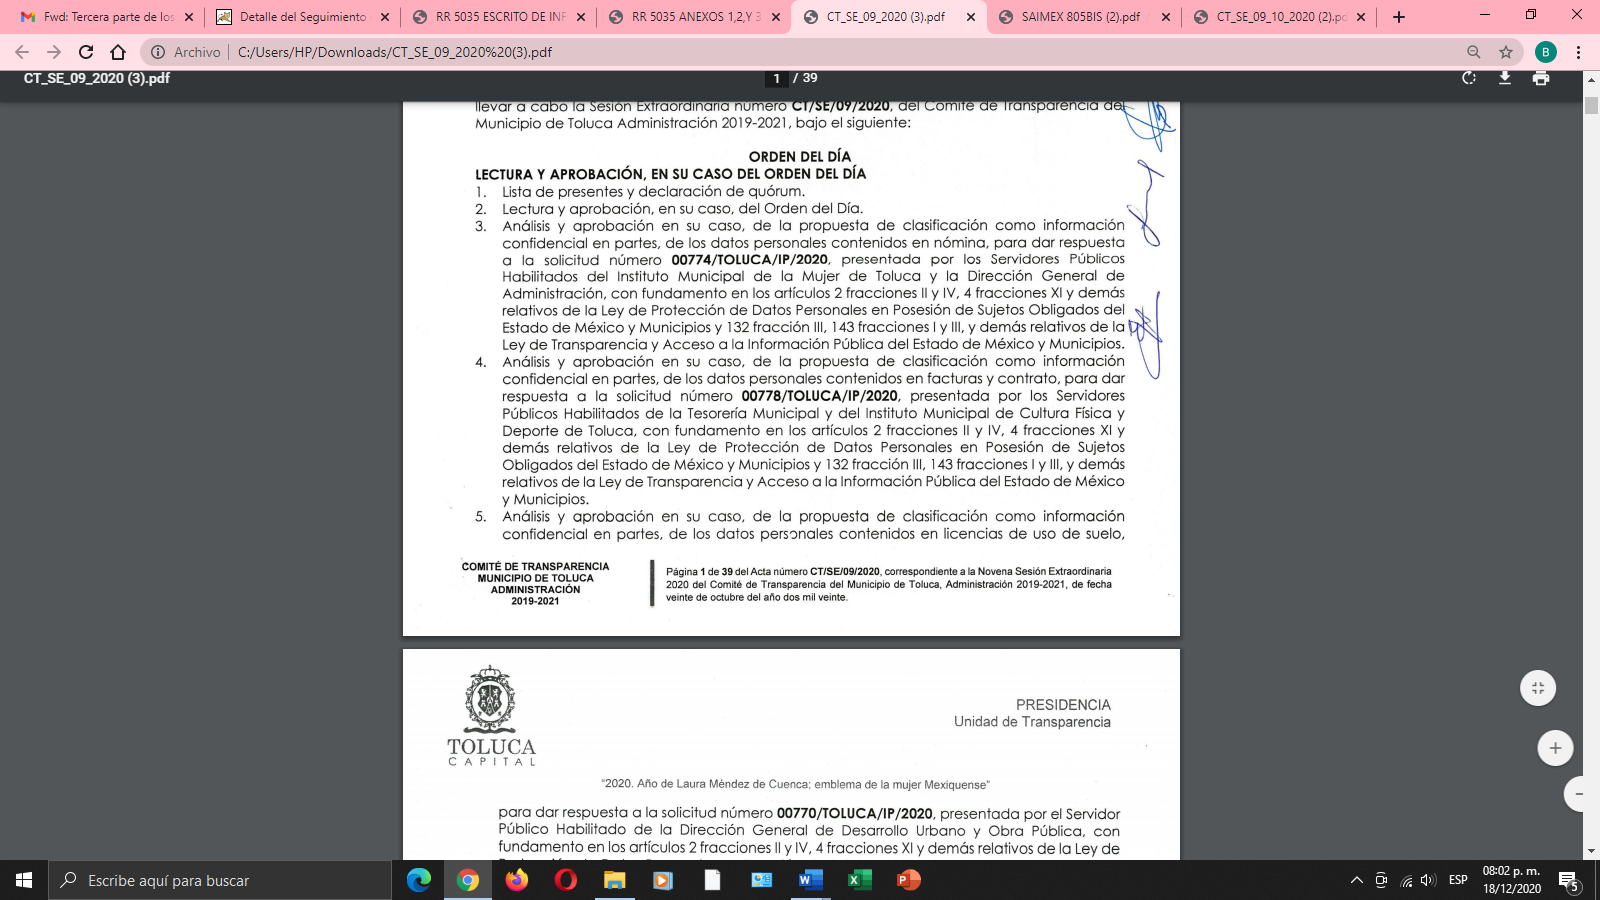 Fwd: Tercera parte de los
Detalle del Seguimiento
RR 5035 ESCRITO DE INF
RR 5035 ANEXOS 1,2,Y 3
CT_SE_09_2020 (3).pdf
SAIMEX 805BIS (2).pdf
CT_SE_09_10_2020 (2).pd
Archivo
C:/Users/HP/Downloads/CT_SE_09_2020%20(3).pdf
B
CT_SE_09_2020 (3).pdf
1 / 39
llevar a cabo la Sesión Extraordinaria número CT/SE/09/2020, del Comité de Transparencia del
Municipio de Toluca Administración 2019-2021, bajo el siguiente:
ORDEN DEL DÍA
LECTURA Y APROBACIÓN, EN SU CASO DEL ORDEN DEL DÍA
1. Lista de presentes y declaración de quórum.
2. Lectura y aprobación, en su caso, del Orden del Día.
3. Análisis y aprobación en su caso, de la propuesta de clasificación como información
confidencial en partes, de los datos personales contenidos en nómina, para dar respuesta
a la solicitud número 00774/TOLUCA/IP/2020, presentada por los Servidores Públicos
Habilitados del Instituto Municipal de la Mujer de Toluca y la Dirección General de
Administración, con fundamento en los artículos 2 fracciones II y IV, 4 fracciones XI y demás
relativos de la Ley de Protección de Datos Personales en Posesión de Sujetos Obligados del
Estado de México y Municipios y 132 fracción III, 143 fracciones I y III, y demás relativos de la
Ley de Transparencia y Acceso a la Información Pública del Estado de México y Municipios.
4. Análisis y aprobación en su caso, de la propuesta de clasificación como información
confidencial en partes, de los datos personales contenidos en facturas y contrato, para dar
respuesta a la solicitud número 00778/TOLUCA/IP/2020, presentada por los Servidores
Públicos Habilitados de la Tesorería Municipal y del Instituto Municipal de Cultura Física y
Deporte de Toluca, con fundamento en los artículos 2 fracciones II y IV, 4 fracciones XI y
demás relativos de la Ley de Protección de Datos Personales en Posesión de Sujetos
Obligados del Estado de México y Municipios y 132 fracción III, 143 fracciones I y III, y demás
relativos de la Ley de Transparencia y Acceso a la Información Pública del Estado de México
y Municipios.
5. Análisis y aprobación en su caso, de la propuesta de clasificación como información
confidencial en partes, de los datos personales contenidos en licencias de uso de suelo,
COMITÉ DE TRANSPARENCIA
MUNICIPIO DE TOLUCA
ADMINISTRACIÓN
2019-2021
Página 1 de 39 del Acta número CT/SE/09/2020, correspondiente a la Novena Sesión Extraordinaria
2020 del Comité de Transparencia del Municipio de Toluca, Administración 2019-2021, de fecha
veinte de octubre del año dos mil veinte.
TOLUCA
CAPITAL
PRESIDENCIA
Unidad de Transparencia
"2020. Año de Laura Méndez de Cuenca; emblema de la mujer Mexiquense"
para dar respuesta a la solicitud número 00770/TOLUCA/IP/2020, presentada por el Servidor
Público Habilitado de la Dirección General de Desarrollo Urbano y Obra Pública, con
fundamento en los artículos 2 fracciones II y IV, 4 fracciones XI y demás relativos de la Ley de
Escribe aquí para buscar
ESP
08:02 p. m.
18/12/2020
5